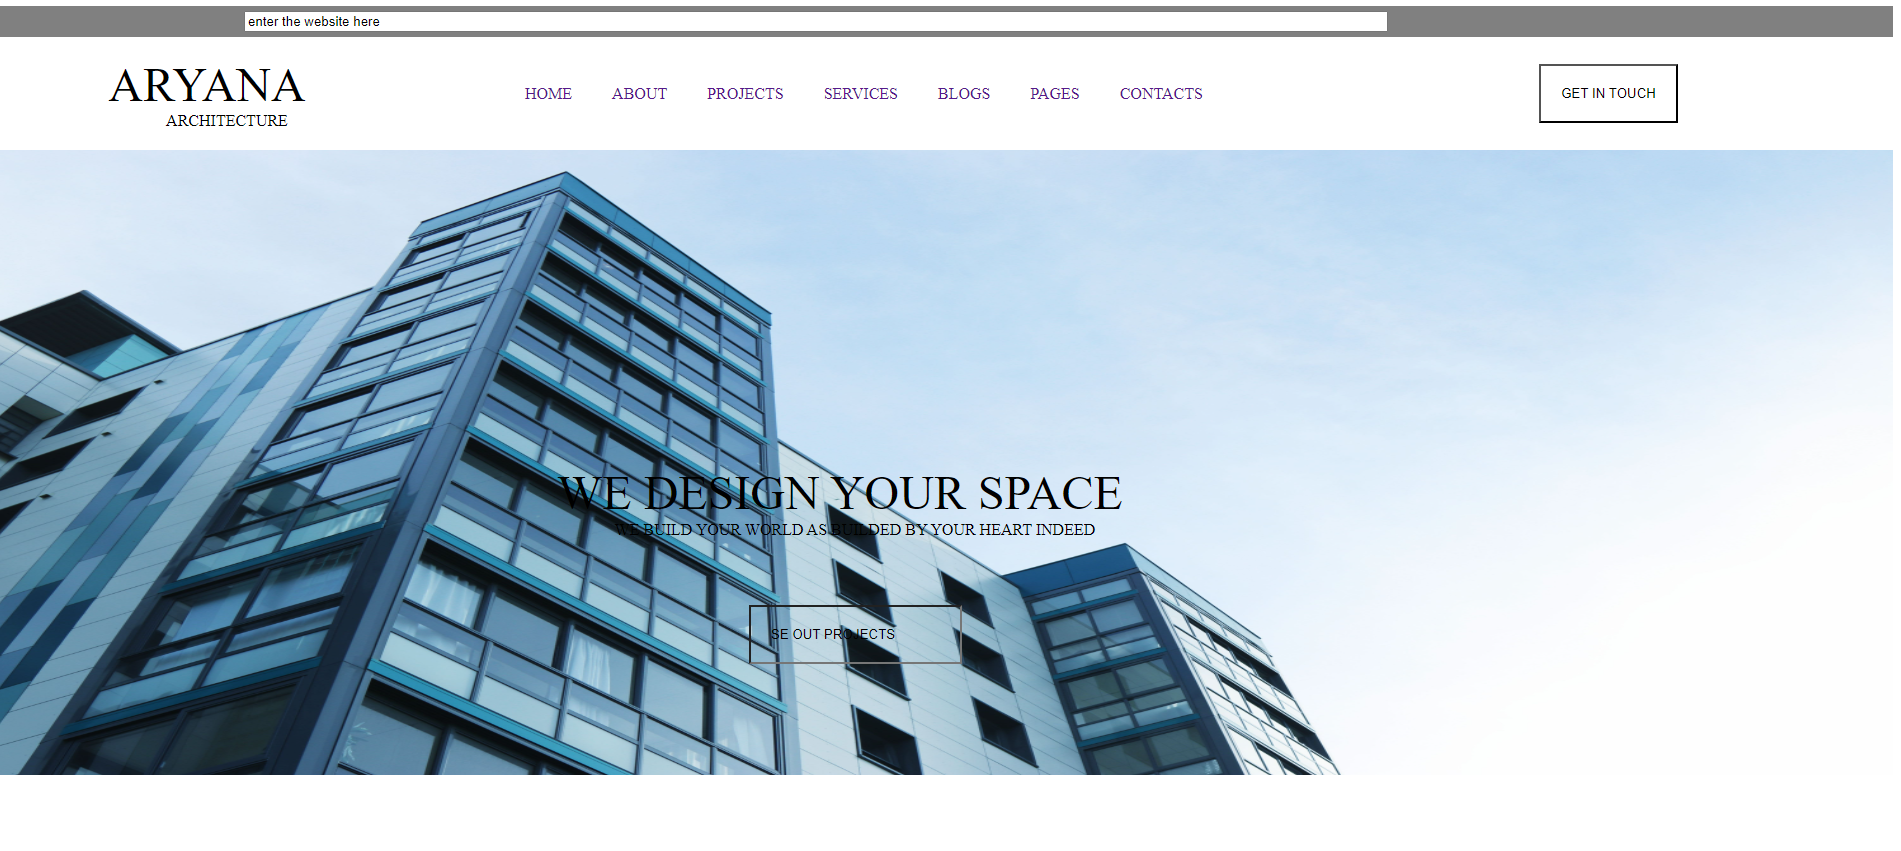 enter the website here
ARYANA
ARCHITECTURE
HOME ABOUT PROJECTS SERVICES BLOGS PAGES CONTACTS
GET IN TOUCH
WE DESIGN YOUR SPACE
WE BUILD YOUR WORLD AS BUILDED BY YOUR HEART INDEED
SE OUT PROJECTS